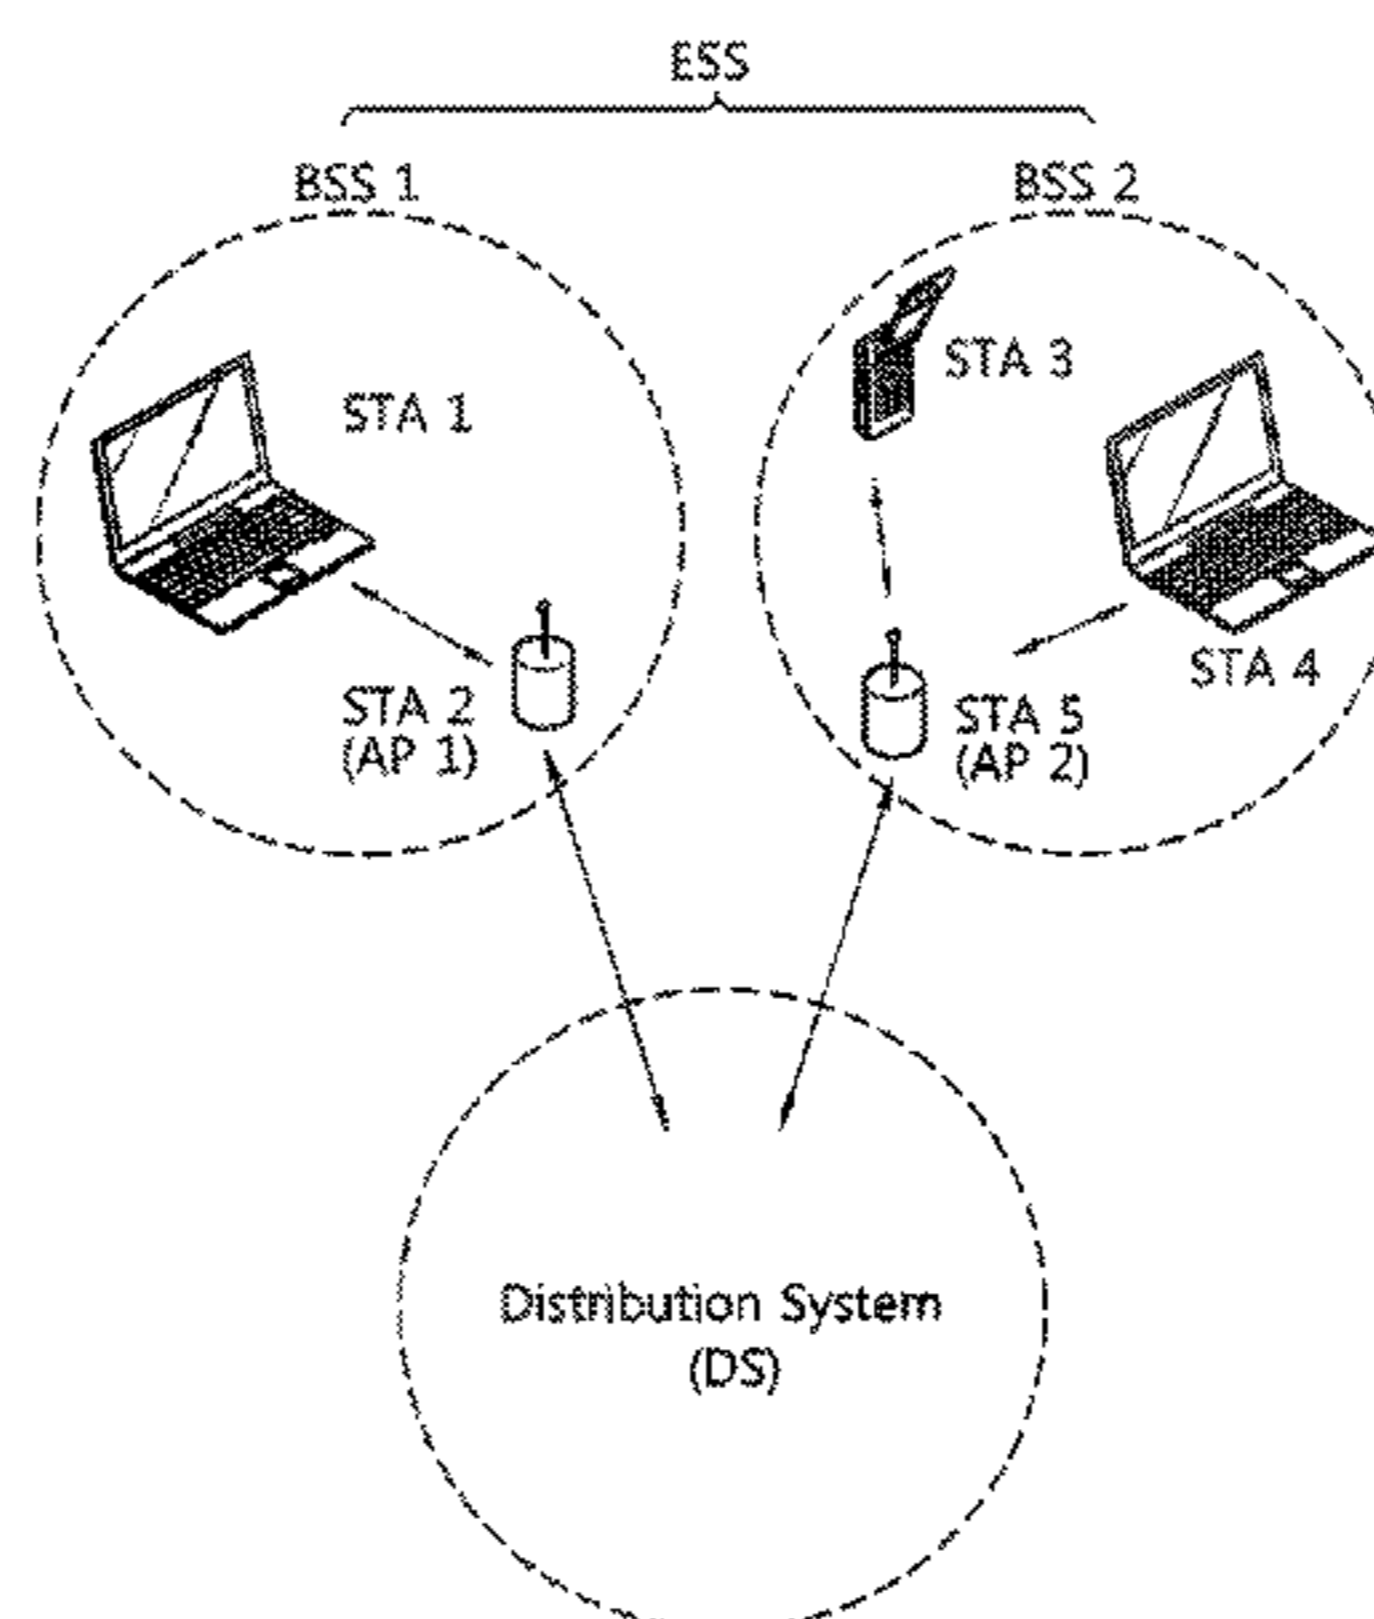 ESS
BSS 1
BSS 2
STA 1
STA 3
STA 4
STA 2
(AP 1)
STA 5
(AP 2)
Distribution System
(DS)